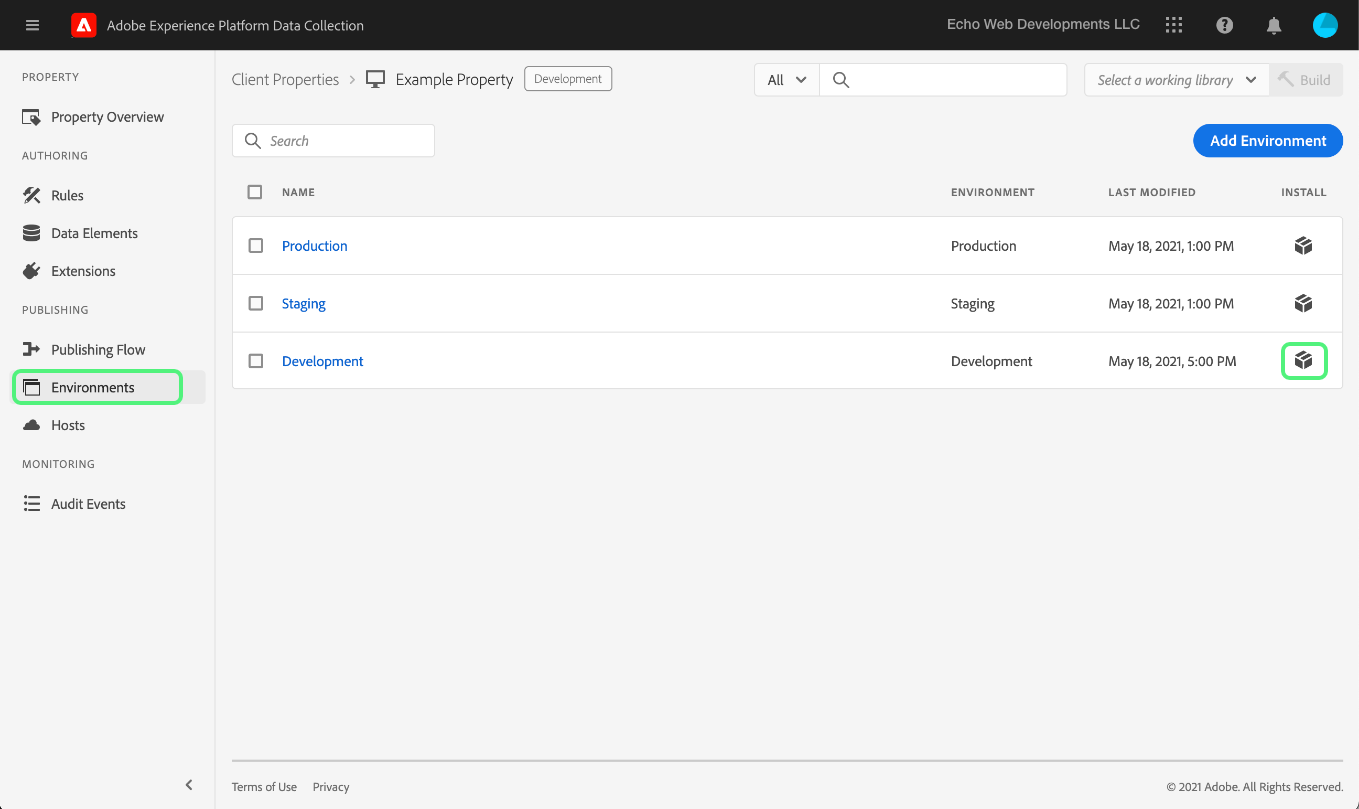 Adobe Experience Platform Data Collection
Echo Web Developments LLC
PROPERTY
Property Overview
AUTHORING
Rules
Data Elements
Extensions
PUBLISHING
Publishing Flow
Environments
Hosts
MONITORING
Audit Events
Client Properties > Example Property Development
All
Select a working library
Build
Search
Add Environment
NAME ENVIRONMENT LAST MODIFIED INSTALL
Production Production May 18, 2021, 1:00 PM
Staging Staging May 18, 2021, 1:00 PM
Development Development May 18, 2021, 5:00 PM
Terms of Use Privacy © 2021 Adobe. All Rights Reserved.